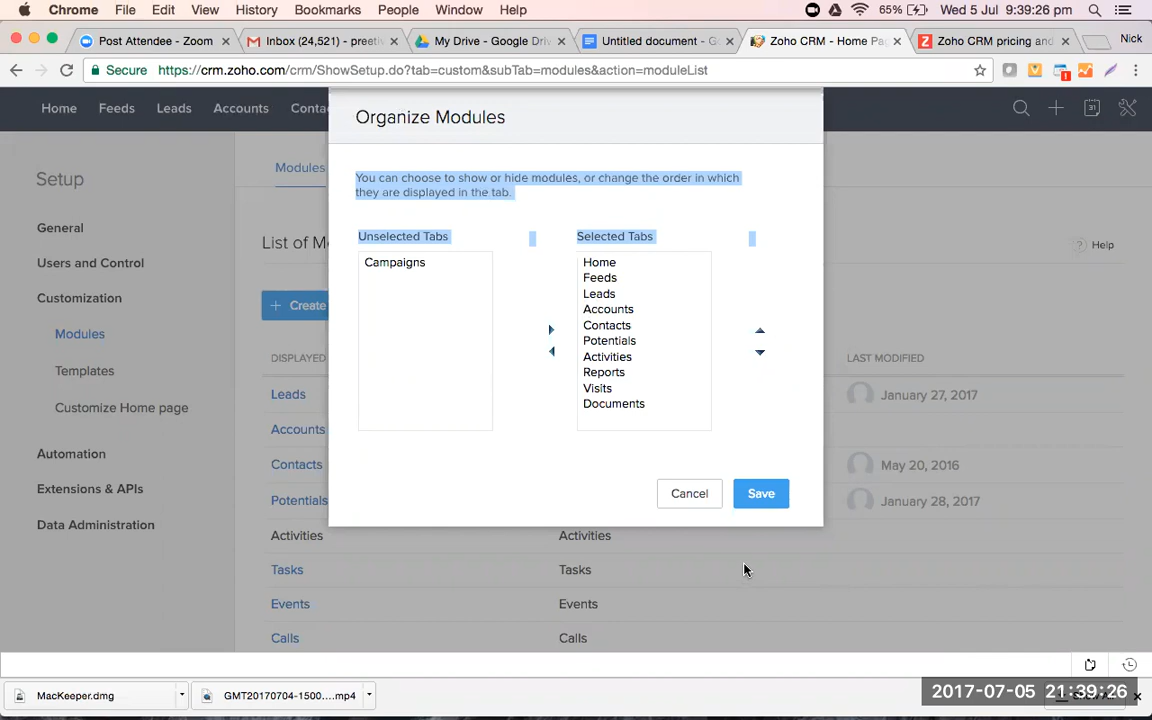 Chrome File Edit View History Bookmarks People Window Help 65% Wed 5 Jul 9:39:26 pm
Post Attendee - Zoom Inbox (24,521) - preeti My Drive - Google Dri Untitled document - G Zoho CRM - Home Pa Zoho CRM pricing and Nick
Secure https://crm.zoho.com/crm/ShowSetup.do?tab=custom&subTab=modules&action=moduleList
Home Feeds Leads Accounts Contac 31
Organize Modules
Setup
Modules
You can choose to show or hide modules, or change the order in which
they are displayed in the tab.
General
Users and Control
Customization
Modules
Templates
Customize Home page
Automation
Extensions & APIs
Data Administration
List of M
Help
+ Create
Unselected Tabs
Campaigns
Selected Tabs
Home
Feeds
Leads
Accounts
Contacts
Potentials
Activities
Reports
Visits
Documents
Cancel Save
DISPLAYED LAST MODIFIED
Leads January 27, 2017
Accounts
Contacts May 20, 2016
Potentials January 28, 2017
Activities Activities
Tasks Tasks
Events Events
Calls Calls
MacKeeper.dmg GMT20170704-1500....mp4
2017-07-05 21:39:26